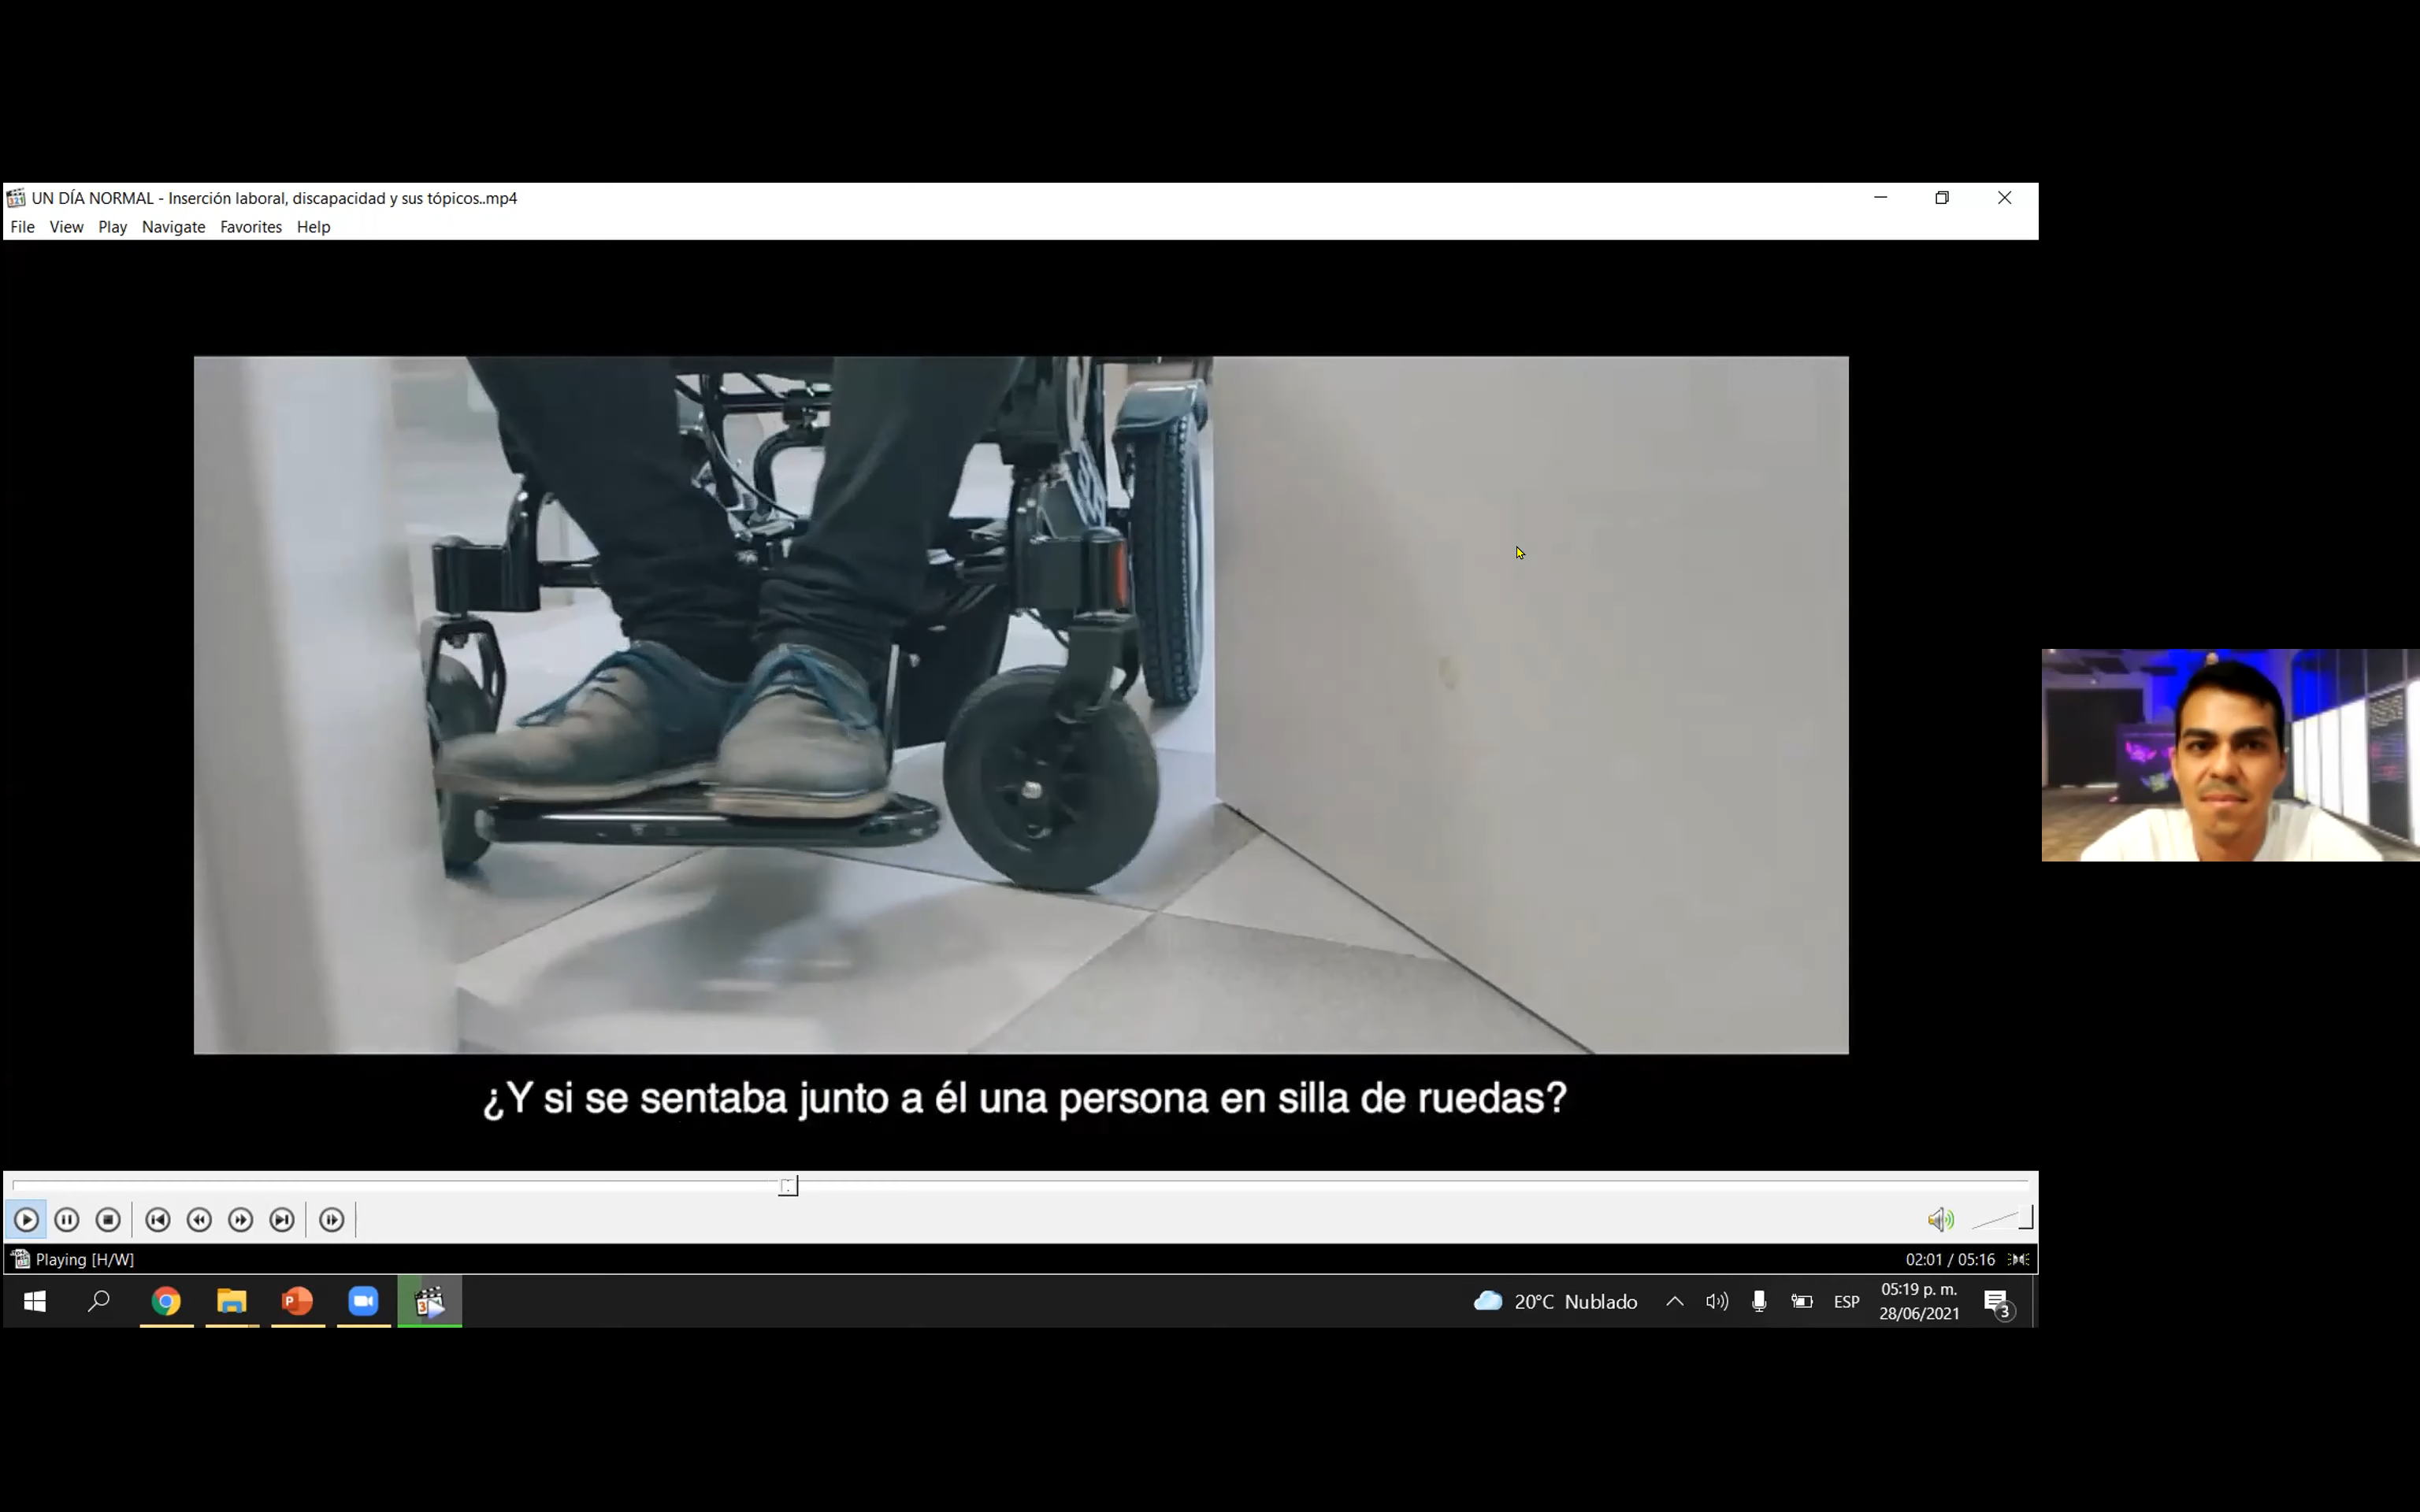 UN DÍA NORMAL - Inserción laboral, discapacidad y sus tópicos..mp4
File View Play Navigate Favorites Help
¿Y si se sentaba junto a él una persona en silla de ruedas?
Playing [H/W]
02:01 / 05:16
20°C Nublado
ESP
05:19 p. m.
28/06/2021
3